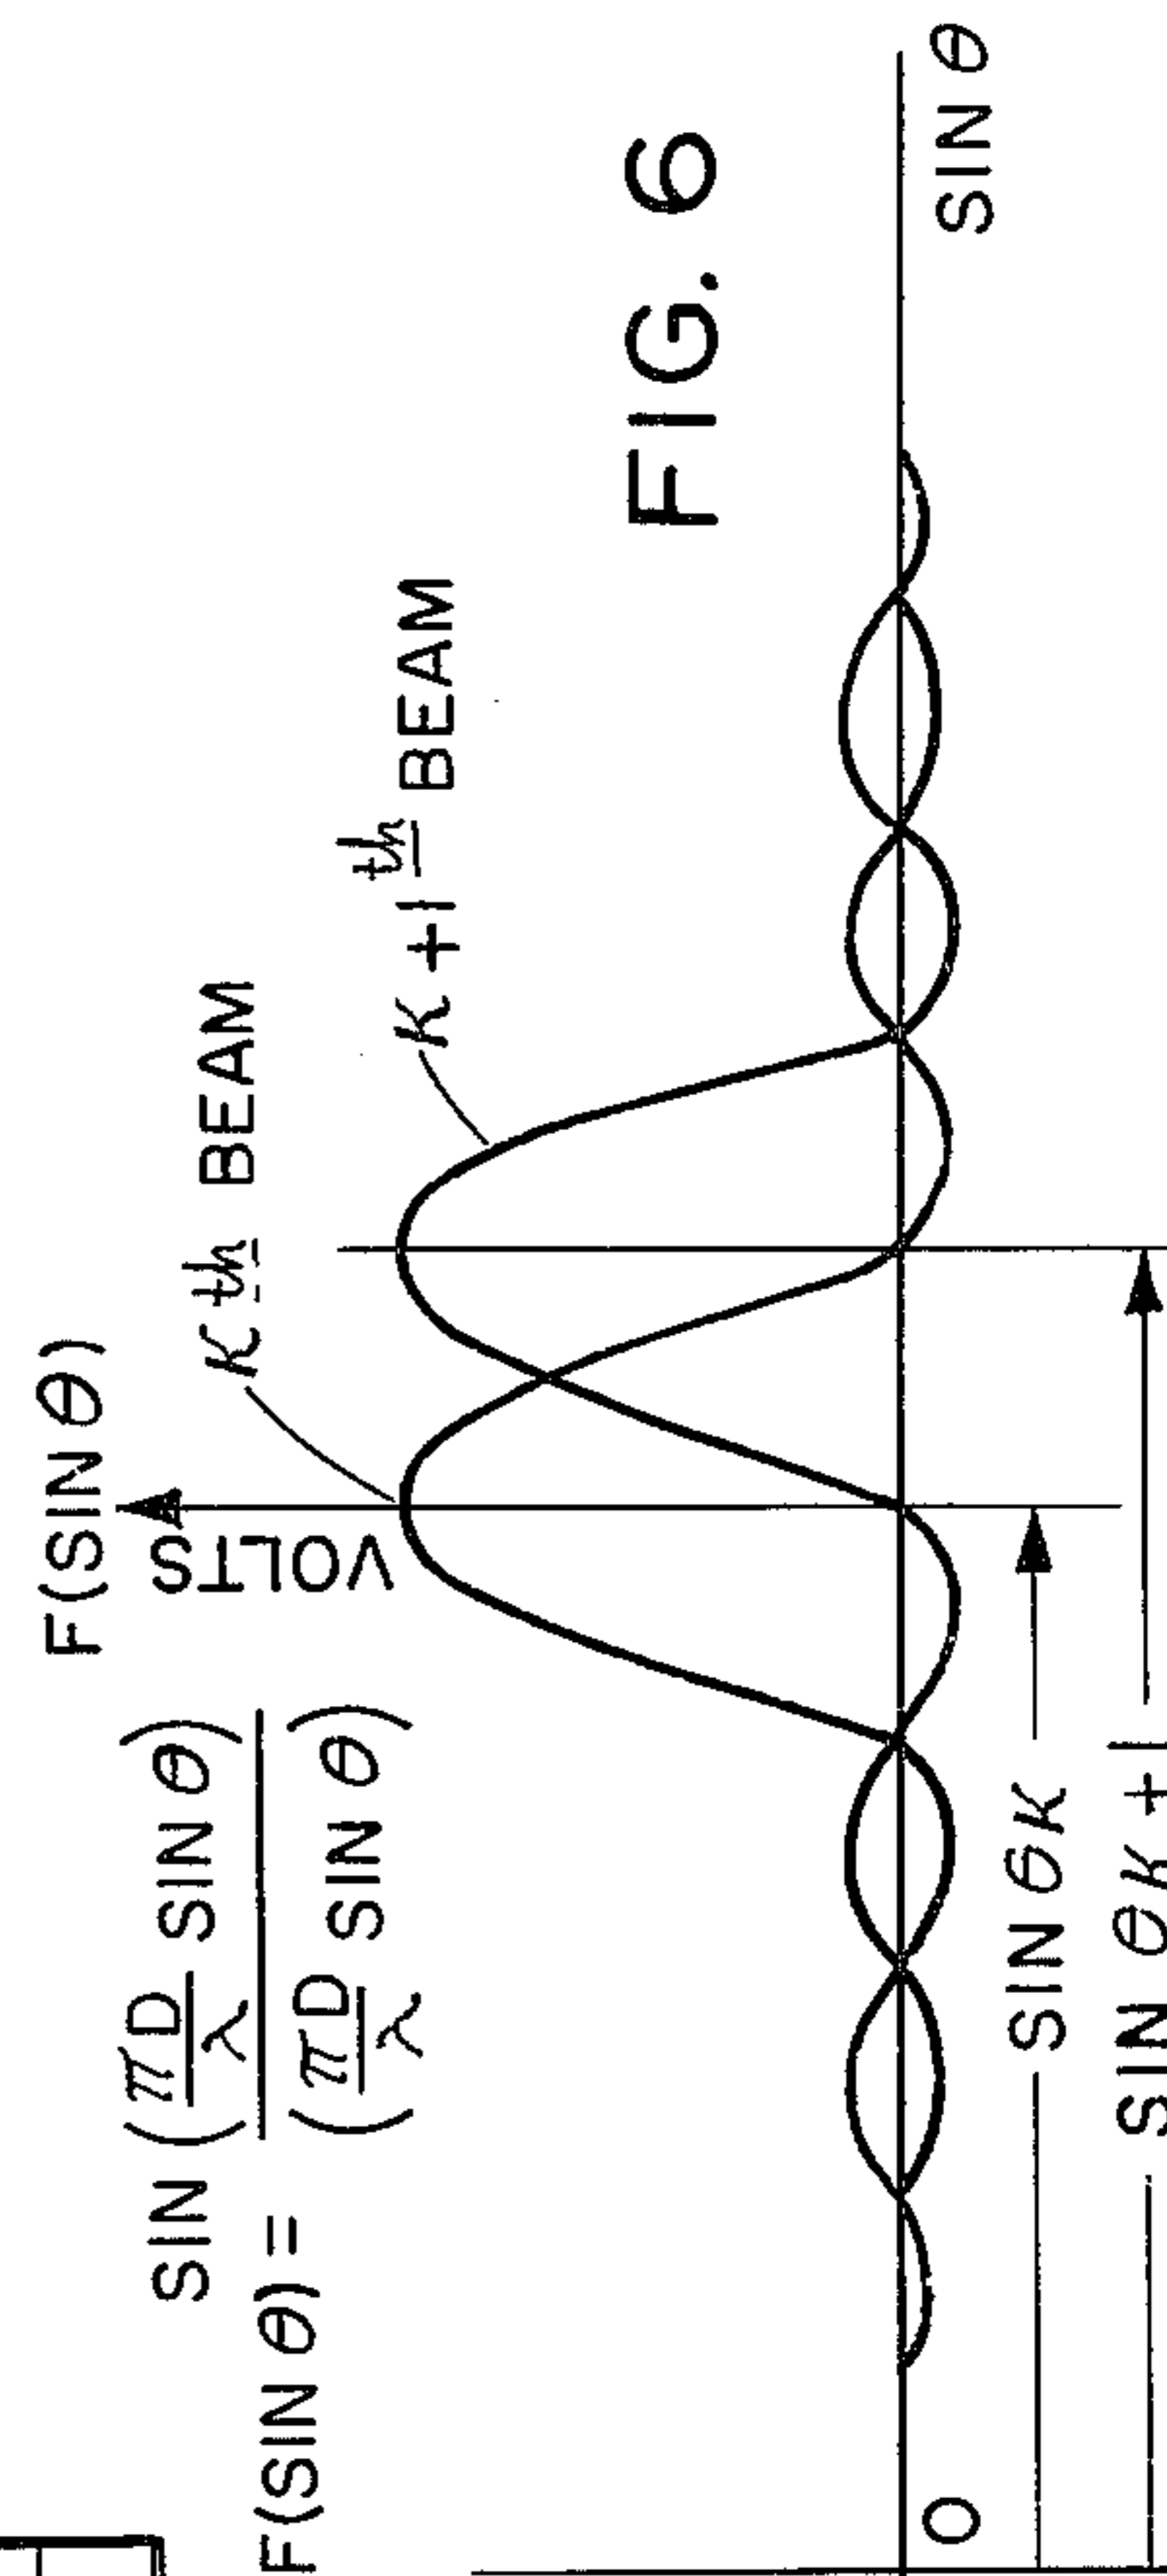 F(SIN θ) = SIN (πD/λ SIN θ) / (πD/λ SIN θ)
F(SIN θ)
VOLTS
K th BEAM
K +1 th BEAM
FIG. 6
O
SIN θ
SIN θK
SIN θK +1